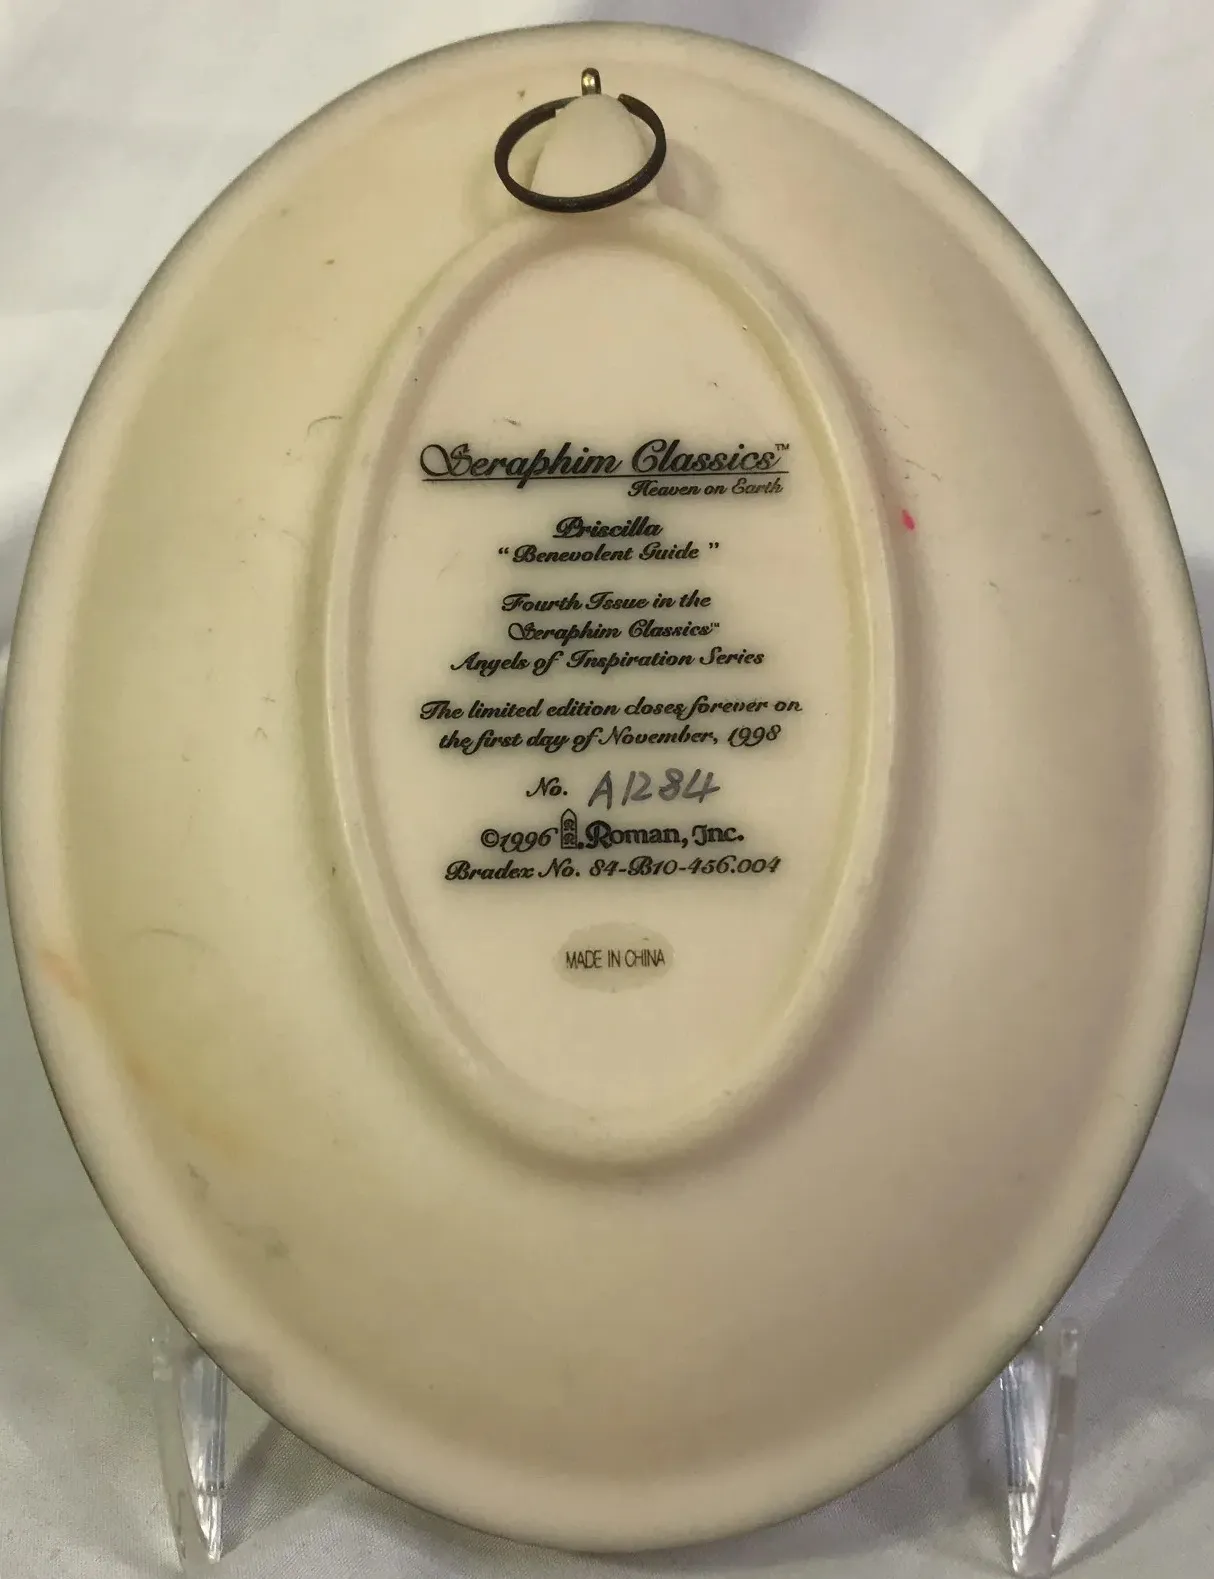 Seraphim Classics™
Heaven on Earth
Priscilla
“ Benevolent Guide ”
Fourth Issue in the
Seraphim Classics™
Angels of Inspiration Series
The limited edition closes forever on
the first day of November, 1998
No. A1284
©1996 Roman, Inc.
Bradex No. 84-B10-456.004
MADE IN CHINA